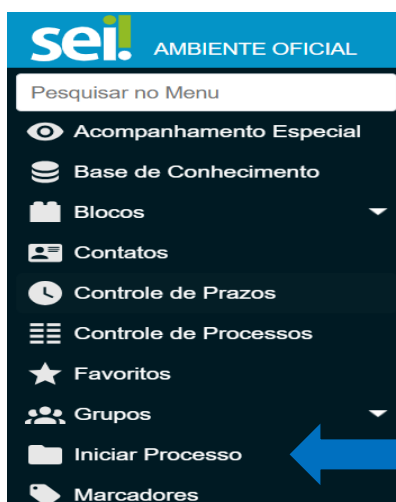 sei! AMBIENTE OFICIAL
Pesquisar no Menu
Acompanhamento Especial
Base de Conhecimento
Blocos
Contatos
Controle de Prazos
Controle de Processos
Favoritos
Grupos
Iniciar Processo
Marcadores